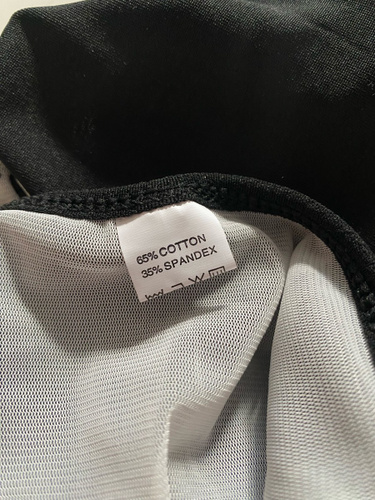 65% COTTON
35% SPANDEX